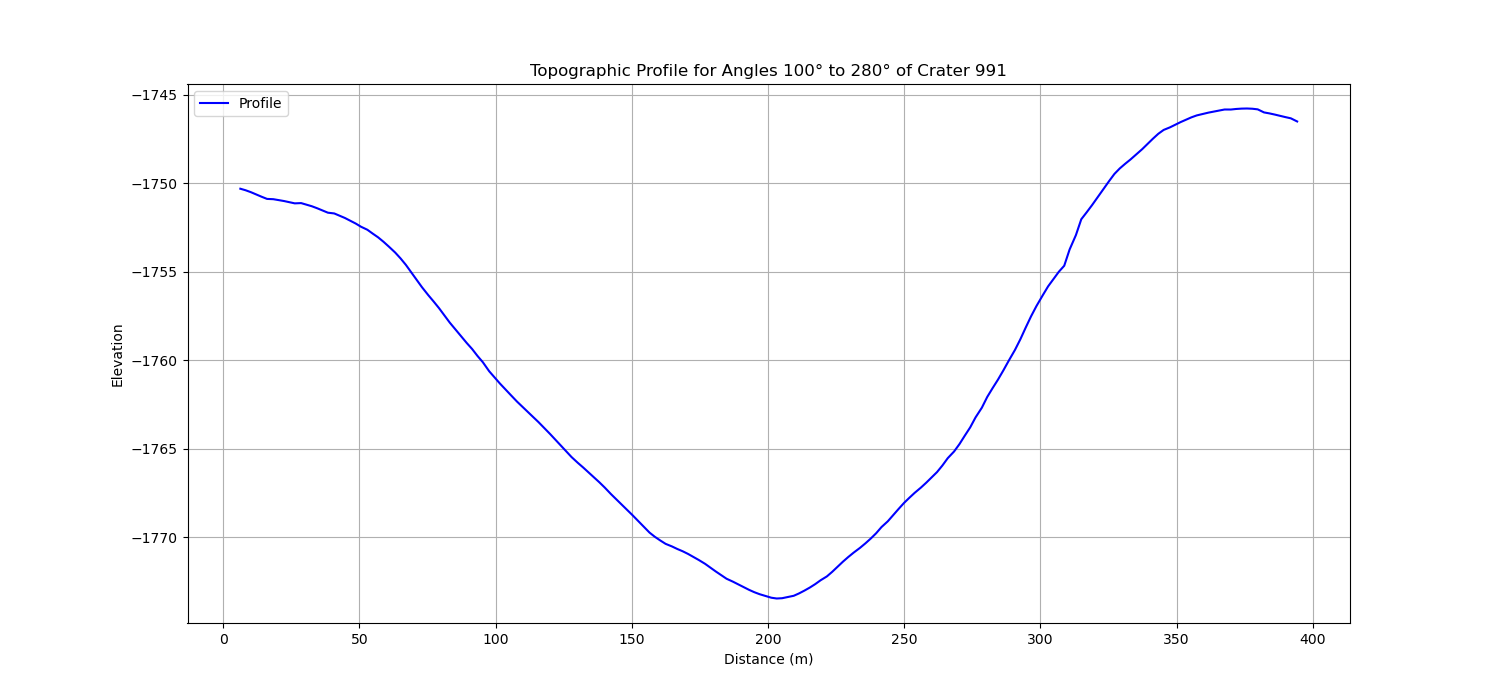 Topographic Profile for Angles 100° to 280° of Crater 991
Profile
Elevation
−1745
−1750
−1755
−1760
−1765
−1770
0 50 100 150 200 250 300 350 400
Distance (m)